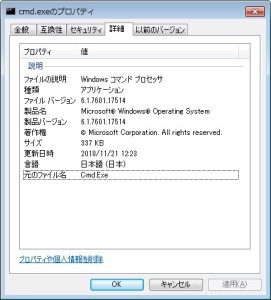 cmd.exeのプロパティ
全般 互換性 セキュリティ 詳細 以前のバージョン
プロパティ 値
説明
ファイルの説明 Windows コマンド プロセッサ
種類 アプリケーション
ファイル バージョン 6.1.7601.17514
製品名 Microsoft® Windows® Operating System
製品バージョン 6.1.7601.17514
著作権 © Microsoft Corporation. All rights reserved.
サイズ 337 KB
更新日時 2010/11/21 12:23
言語 日本語 (日本)
元のファイル名 Cmd.Exe
プロパティや個人情報を削除
OK キャンセル 適用(A)